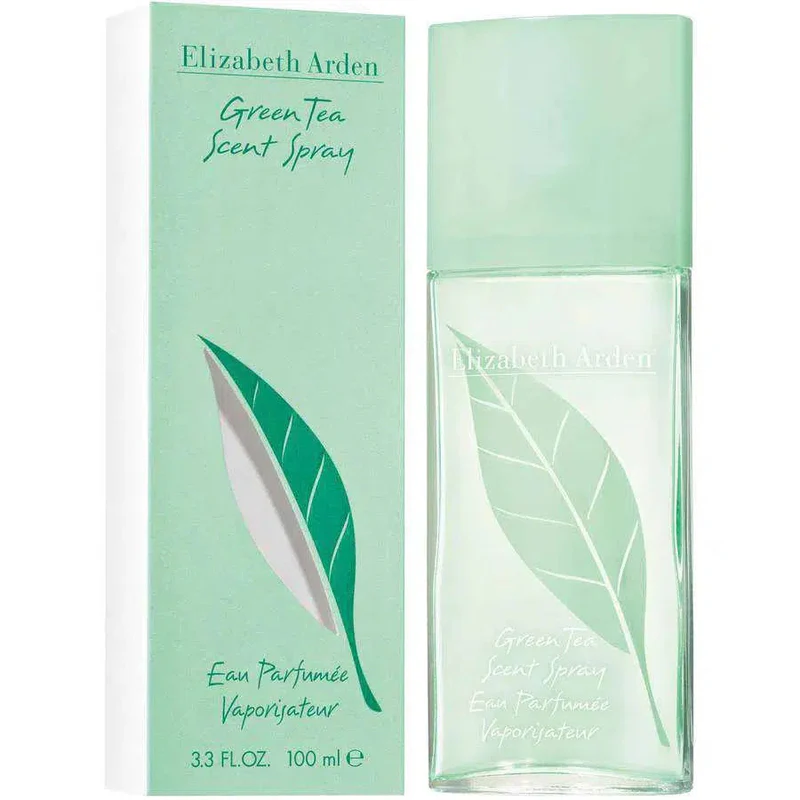 Elizabeth Arden
Green Tea
Scent Spray
Eau Parfumée
Vaporisateur
3.3 FL.OZ. 100 ml ℮
Elizabeth Arden
Green Tea
Scent Spray
Eau Parfumée
Vaporisateur